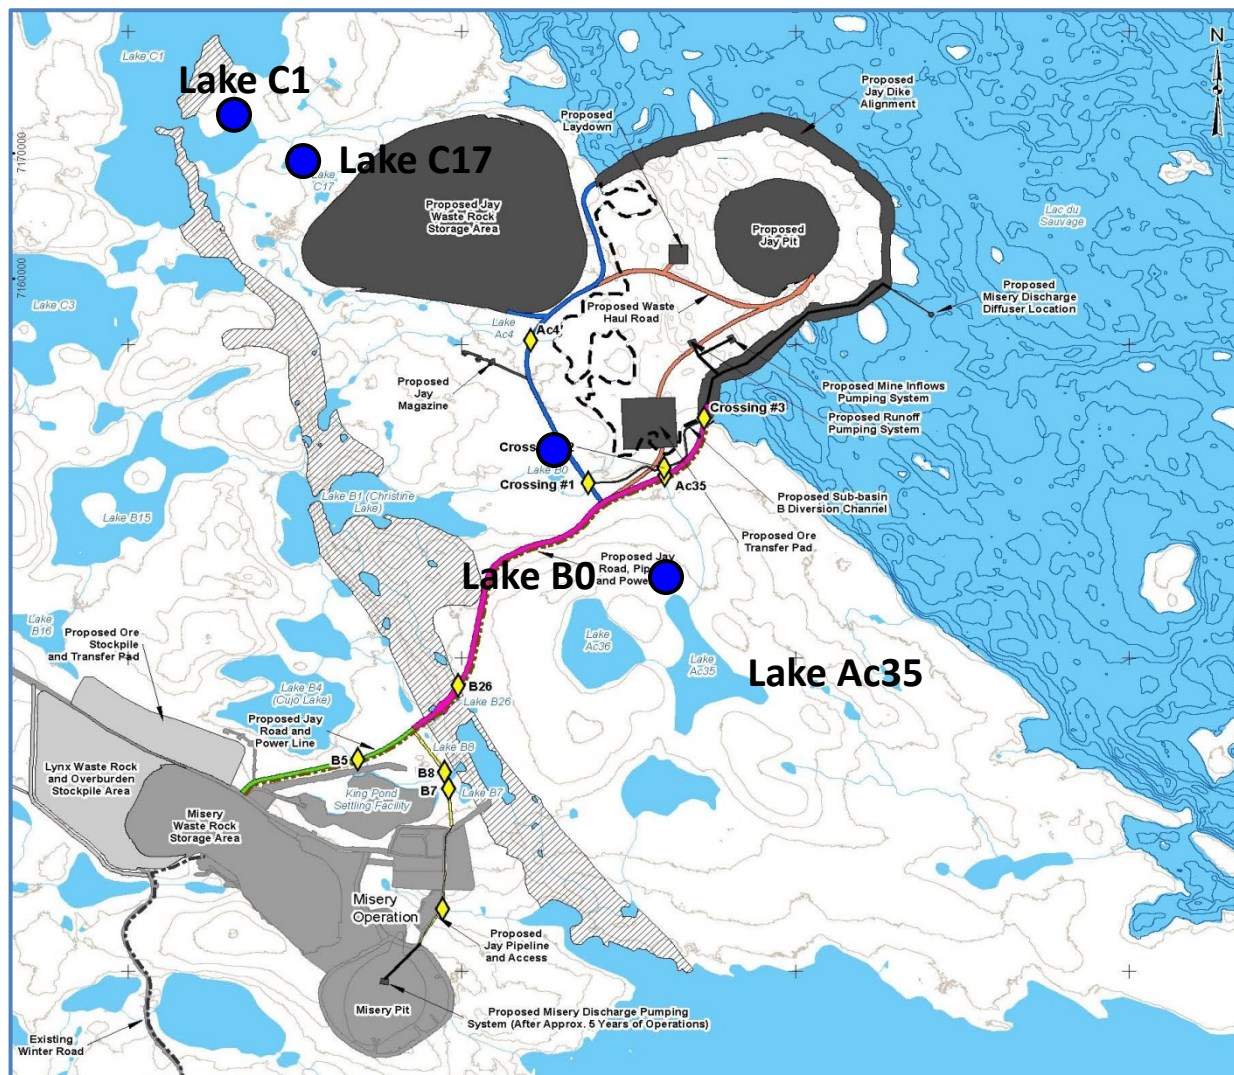 N
Lake C1
Lake C1
Proposed
Jay Dike
Alignment
Proposed
Laydown
Lake C17
Lake
C17
7170000
Proposed Jay
Waste Rock
Storage Area
Proposed
Jay Pit
Lac du
Sauvage
7160000
Lake C3
Proposed
Misery Discharge
Diffuser Location
Proposed Waste
Haul Road
Lake
Ac4
Ac4
Proposed
Jay
Magazine
Proposed Mine Inflows
Pumping System
Proposed Runoff
Pumping System
Crossing #3
Lake B0
Crossing #1
Ac35
Proposed Sub-basin
B Diversion Channel
Proposed Ore
Transfer Pad
Lake B1 (Christine
Lake)
Lake B15
Proposed Jay
Road,
and
Lake B0
Lake
B16
Proposed Ore
Stockpile
and Transfer Pad
Lake
Ac36
Lake
Ac35
Lake Ac35
Lake B4
(Cujo Lake)
B26
Lake B26
Proposed Jay
Road and
Power Line
B5
Lake B8
B8
B7
Lake B7
King Pond
Settling Facility
Lynx Waste Rock
and Overburden
Stockpile Area
Misery
Waste Rock
Storage Area
Misery
Operation
Proposed
Jay Pipeline
and Access
Misery Pit
Proposed Misery Discharge Pumping
System (After Approx. 5 Years of Operations)
Existing
Winter Road